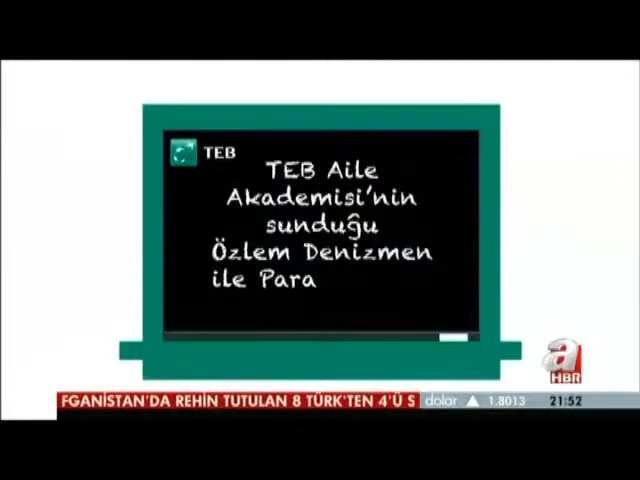 TEB
TEB Aile
Akademisi'nin
sunduğu
Özlem Denizmen
ile Para
a
HBR
FGANİSTAN'DA REHİN TUTULAN 8 TÜRK'TEN 4'Ü S
dolar ▲ 1.8013 21:52